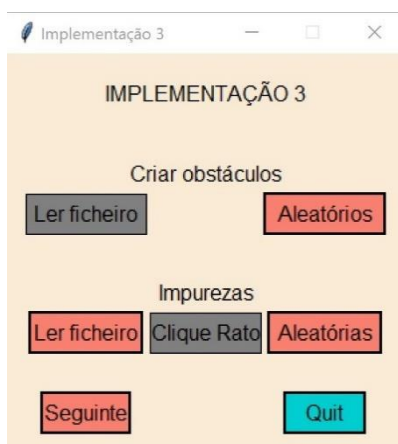 Implementação 3
IMPLEMENTAÇÃO 3
Criar obstáculos
Ler ficheiro Aleatórios
Impurezas
Ler ficheiro Clique Rato Aleatórias
Seguinte Quit